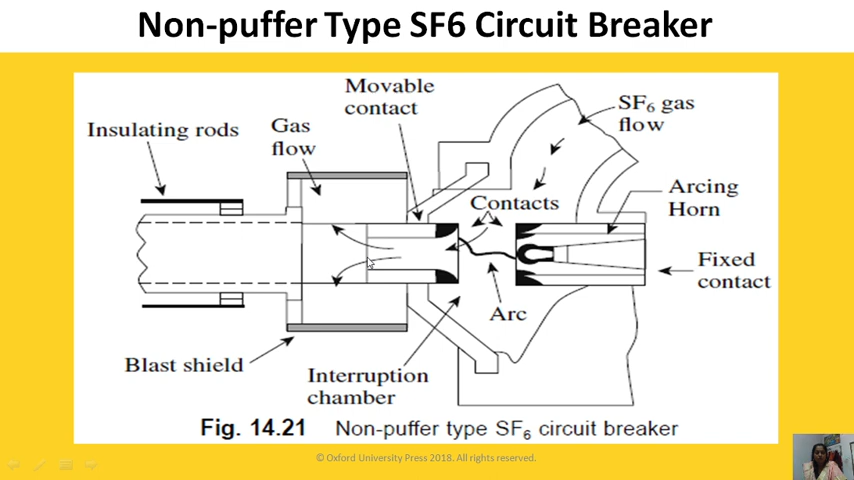 Non-puffer Type SF6 Circuit Breaker
Movable
contact
SF₆ gas
flow
Insulating rods
Gas
flow
Contacts
Arcing
Horn
Fixed
contact
Arc
Blast shield
Interruption
chamber
Fig. 14.21 Non-puffer type SF₆ circuit breaker
© Oxford University Press 2018. All rights reserved.